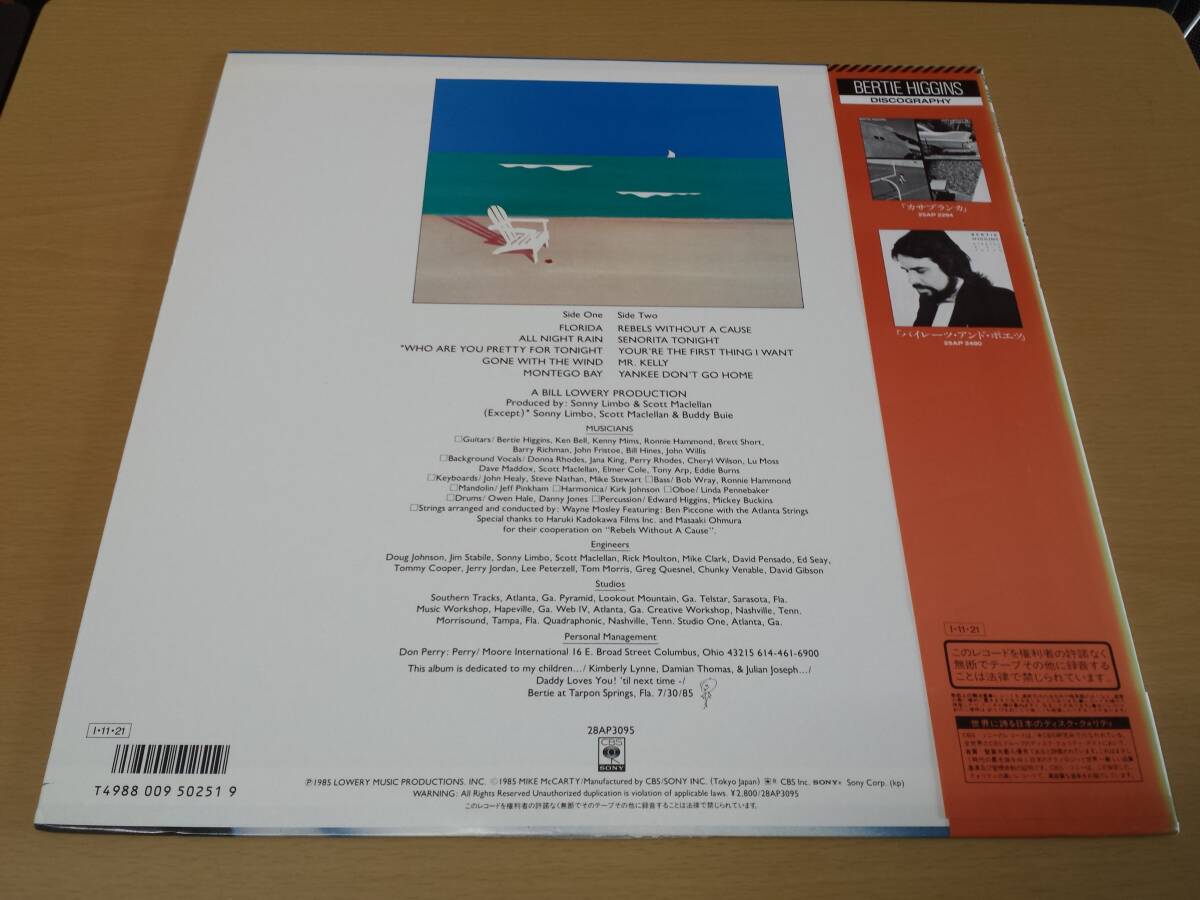 Side One
FLORIDA
ALL NIGHT RAIN
*WHO ARE YOU PRETTY FOR TONIGHT
GONE WITH THE WIND
MONTEGO BAY
Side Two
REBELS WITHOUT A CAUSE
SENORITA TONIGHT
YOUR'RE THE FIRST THING I WANT
MR. KELLY
YANKEE DON'T GO HOME
A BILL LOWERY PRODUCTION
Produced by: Sonny Limbo & Scott Maclellan
(Except)* Sonny Limbo, Scott Maclellan & Buddy Buie
MUSICIANS
□Guitars/ Bertie Higgins, Ken Bell, Kenny Mims, Ronnie Hammond, Brett Short,
Barry Richman, John Fristoe, Bill Hines, John Willis
□Background Vocals/ Donna Rhodes, Jana King, Perry Rhodes, Cheryl Wilson, Lu Moss
Dave Maddox, Scott Maclellan, Elmer Cole, Tony Arp, Eddie Burns
□Keyboards/ John Healy, Steve Nathan, Mike Stewart □Bass/ Bob Wray, Ronnie Hammond
□Mandolin/ Jeff Pinkham □Harmonica/ Kirk Johnson □Oboe/ Linda Pennebaker
□Drums/ Owen Hale, Danny Jones □Percussion/ Edward Higgins, Mickey Buckins
□Strings arranged and conducted by: Wayne Mosley Featuring: Ben Piccone with the Atlanta Strings
Special thanks to Haruki Kadokawa Films Inc. and Masaaki Ohmura
for their cooperation on "Rebels Without A Cause".
Engineers
Doug Johnson, Jim Stabile, Sonny Limbo, Scott Maclellan, Rick Moulton, Mike Clark, David Pensado, Ed Seay,
Tommy Cooper, Jerry Jordan, Lee Peterzell, Tom Morris, Greg Quesnel, Chunky Venable, David Gibson
Studios
Southern Tracks, Atlanta, Ga. Pyramid, Lookout Mountain, Ga. Telstar, Sarasota, Fla.
Music Workshop, Hapeville, Ga. Web IV, Atlanta, Ga. Creative Workshop, Nashville, Tenn.
Morrisound, Tampa, Fla. Quadraphonic, Nashville, Tenn. Studio One, Atlanta, Ga.
Personal Management
Don Perry: Perry/ Moore International 16 E. Broad Street Columbus, Ohio 43215 614-461-6900
This album is dedicated to my children.../ Kimberly Lynne, Damian Thomas, & Julian Joseph.../
Daddy Loves You! 'til next time -/
Bertie at Tarpon Springs, Fla. 7/30/85
28AP3095
CBS
SONY
I·11·21
T4988 009 50251 9
Ⓟ1985 LOWERY MUSIC PRODUCTIONS. INC. ©1985 MIKE McCARTY/Manufactured by CBS/SONY INC. (Tokyo Japan) ® CBS Inc. SONY® Sony Corp. (kp)
WARNING: All Rights Reserved Unauthorized duplication is violation of applicable laws. ¥2,800/28AP3095
このレコードを権利者の許諾なく無断でそのテープその他に録音することは法律で禁じられています。
BERTIE HIGGINS
DISCOGRAPHY
「カサブランカ」
25AP 2294
BERTIE
HIGGINS
「パイレーツ・アンド・ポエッツ」
I·11·21
このレコードを権利者の許諾なく
無断でテープその他に録音する
ことは法律で禁じられています。
世界に誇る日本のディスク・クォリティ